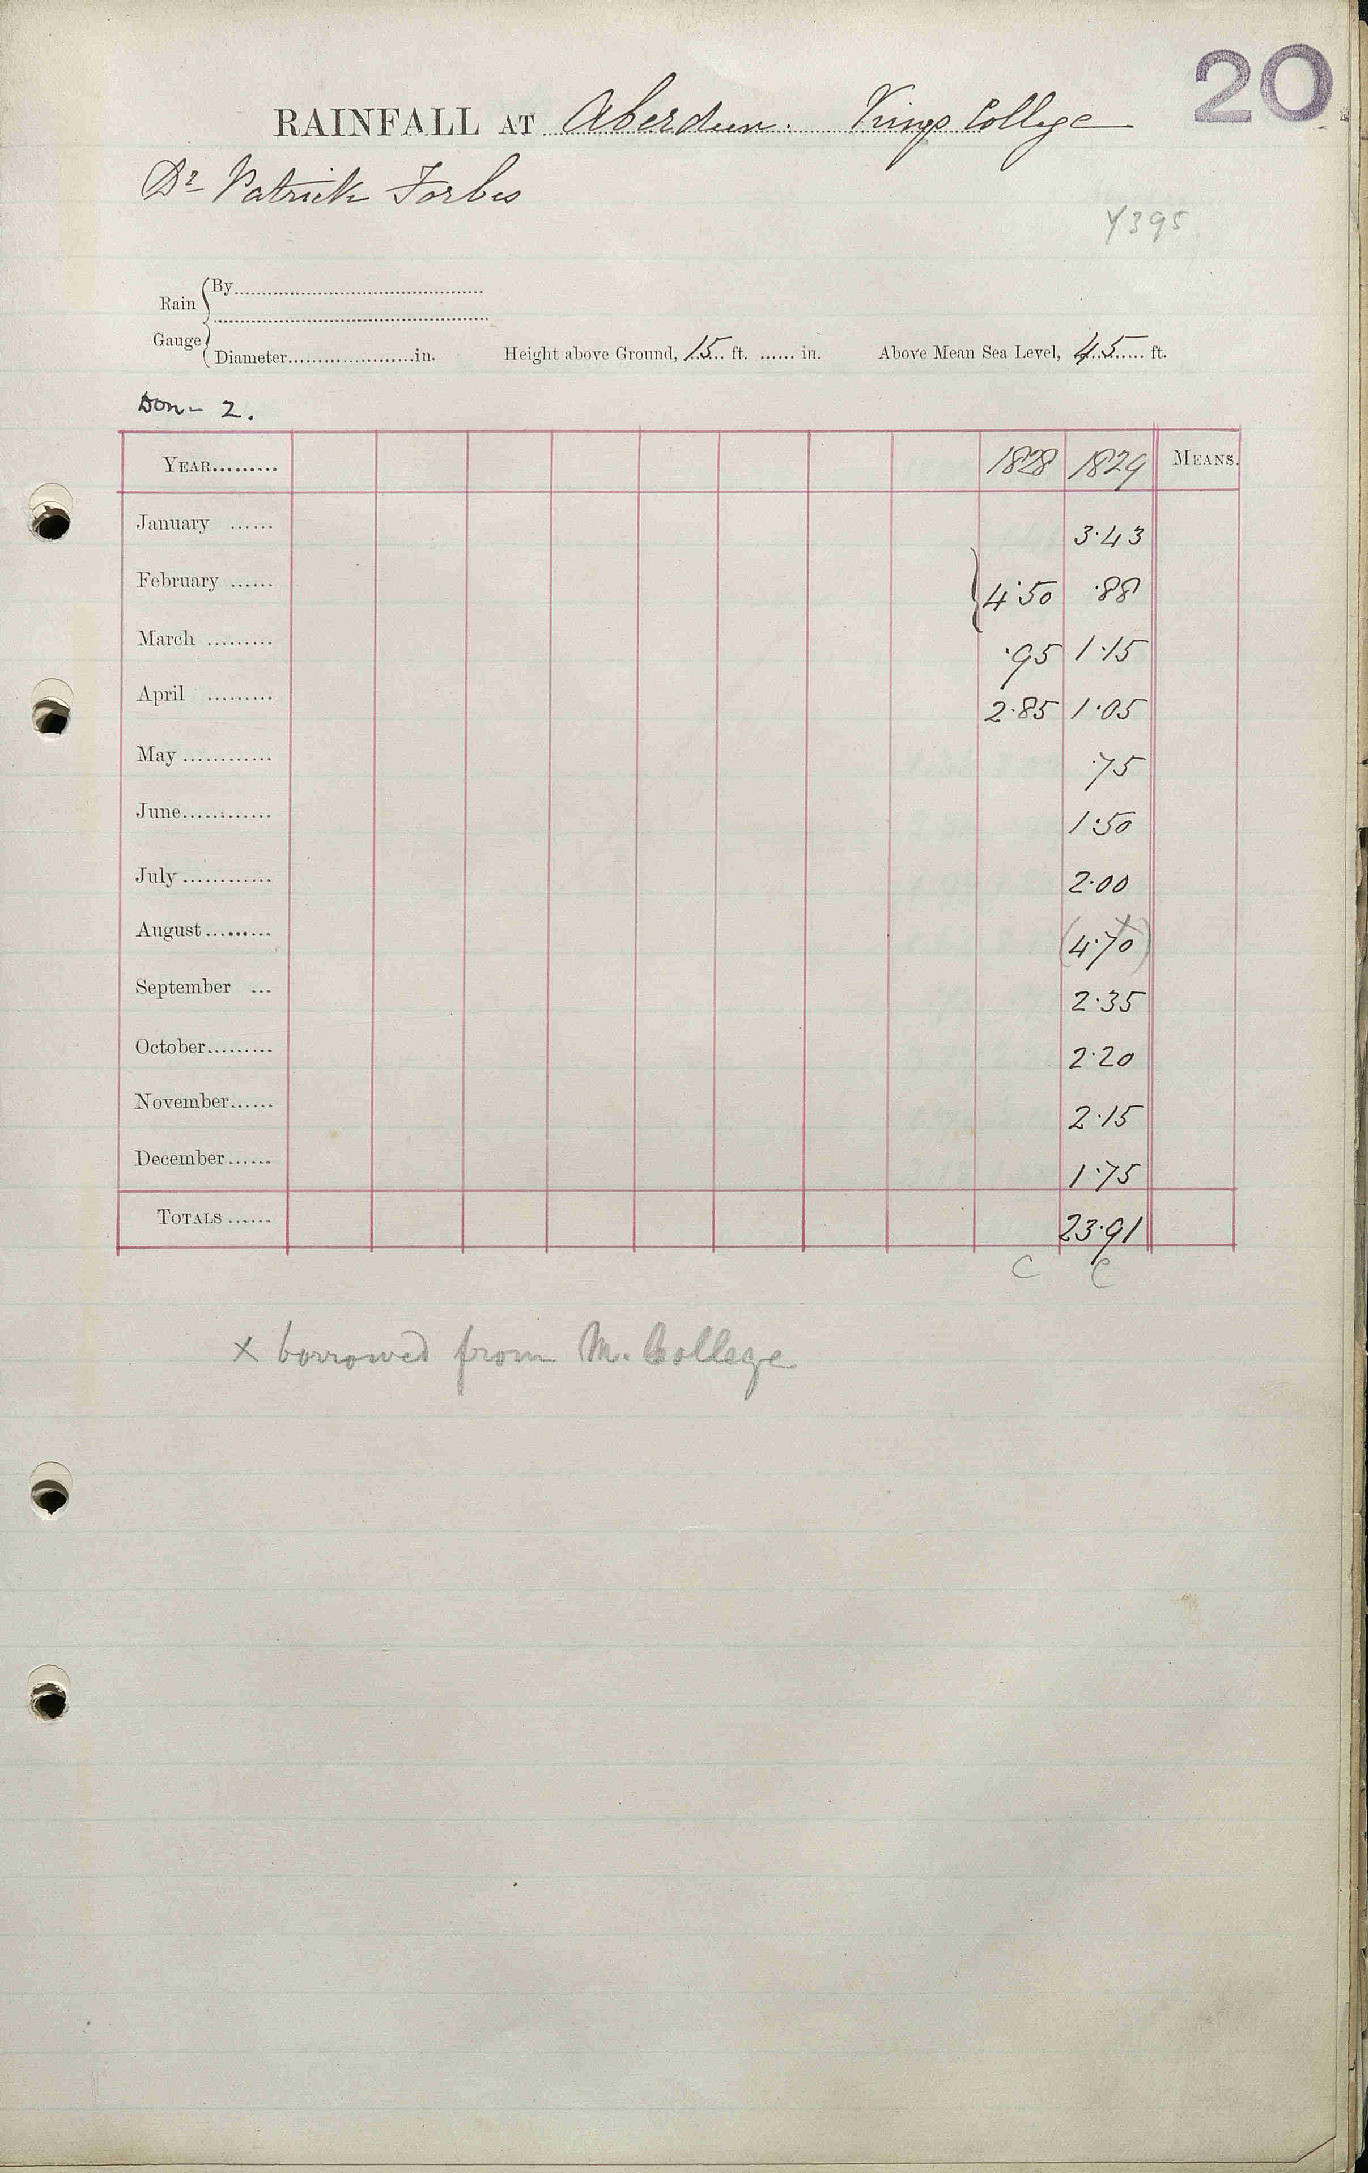 20
RAINFALL AT Aberdeen. Kings College
Dr Patrick Forbes
Y395
Rain Gauge { By
Diameter in. Height above Ground, 15 ft. in. Above Mean Sea Level, 45 ft.
Don - 2.
YEAR 1828 1829 MEANS.
January 3.43
February } 4.50 .88
March .95 1.15
April 2.85 1.05
May .75
June 1.50
July 2.00
August (4.70 x)
September 2.35
October 2.20
November 2.15
December 1.75
TOTALS 23.91
C C
x borrowed from M. College